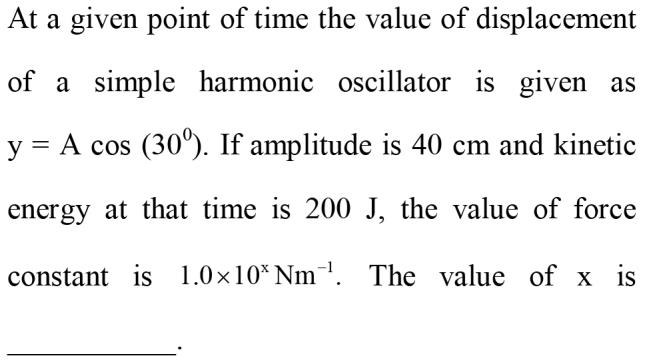 At a given point of time the value of displacement
of a simple harmonic oscillator is given as
y = A cos (30⁰). If amplitude is 40 cm and kinetic
energy at that time is 200 J, the value of force
constant is 1.0×10ˣ Nm⁻¹. The value of x is
____________.